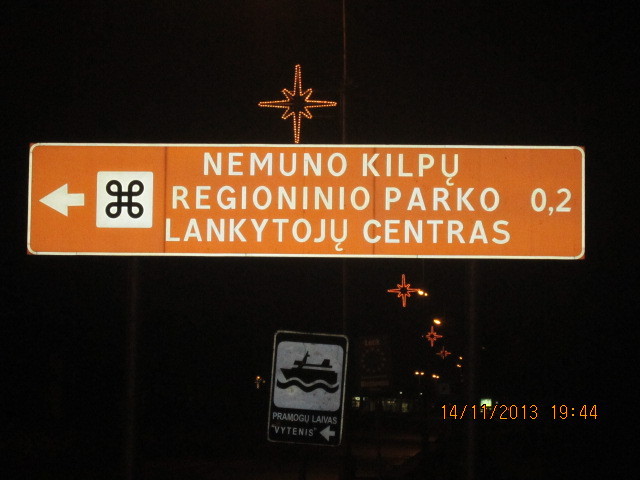 NEMUNO KILPŲ
REGIONINIO PARKO 0,2
LANKYTOJŲ CENTRAS
PRAMOGŲ LAIVAS
"VYTENIS"
14/11/2013 19:44